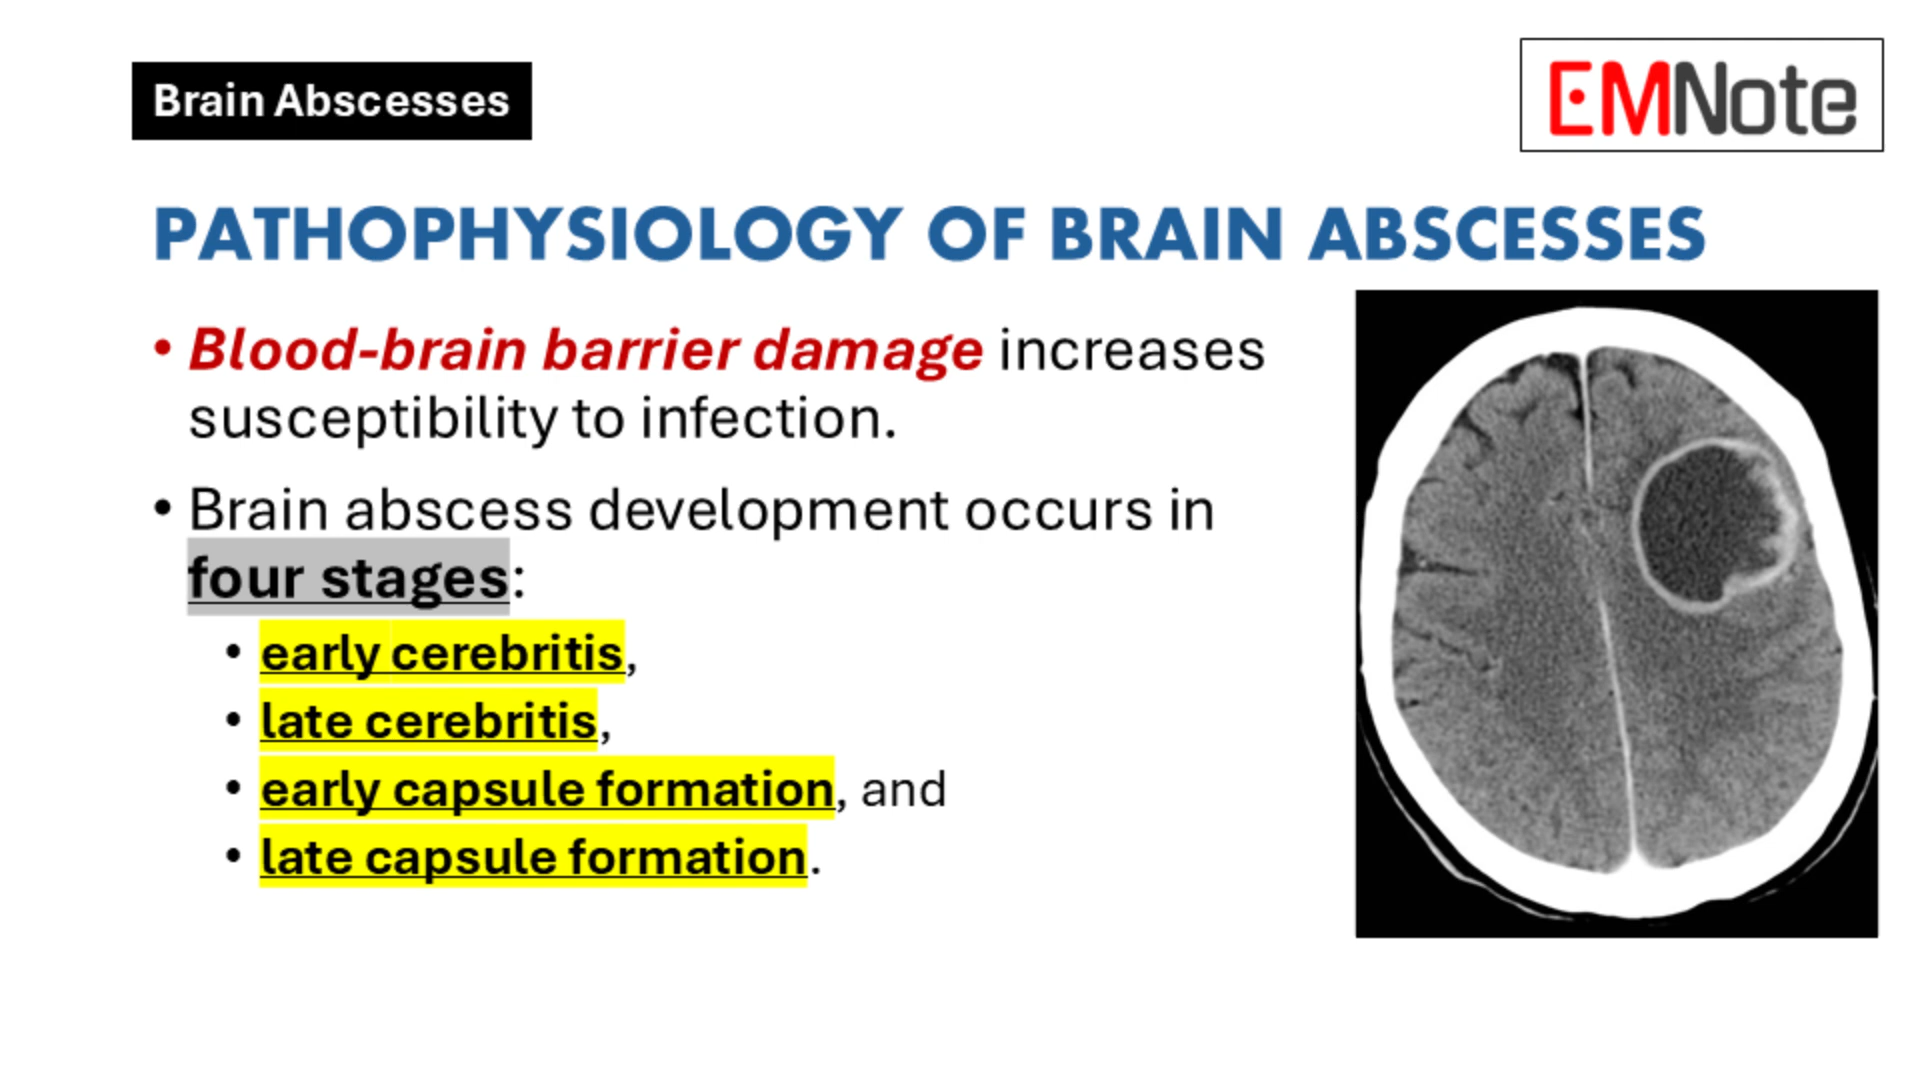 Brain Abscesses
EMNote
PATHOPHYSIOLOGY OF BRAIN ABSCESSES
• Blood-brain barrier damage increases
susceptibility to infection.
• Brain abscess development occurs in
four stages:
• early cerebritis,
• late cerebritis,
• early capsule formation, and
• late capsule formation.